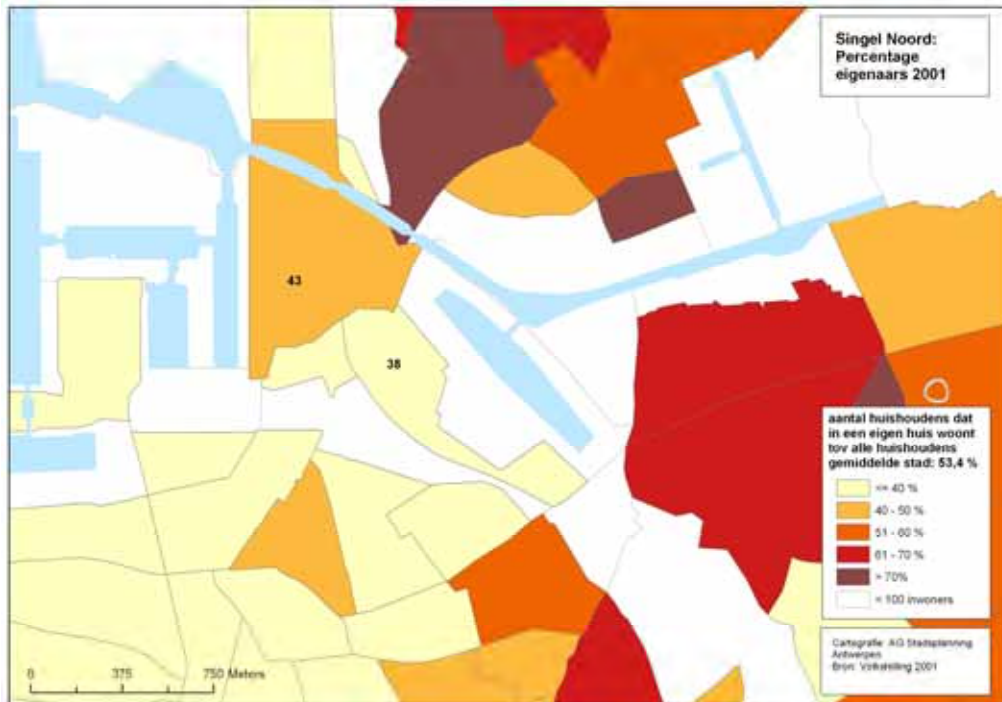 Singel Noord:
Percentage
eigenaars 2001
43
38
aantal huishoudens dat
in een eigen huis woont
tov alle huishoudens
gemiddelde stad: 53,4 %
<= 40 %
40 - 50 %
51 - 60 %
61 - 70 %
> 70%
< 100 inwoners
Cartografie: AG Stadsplanning
Antwerpen
Bron: Volkstelling 2001
0 375 750 Meters